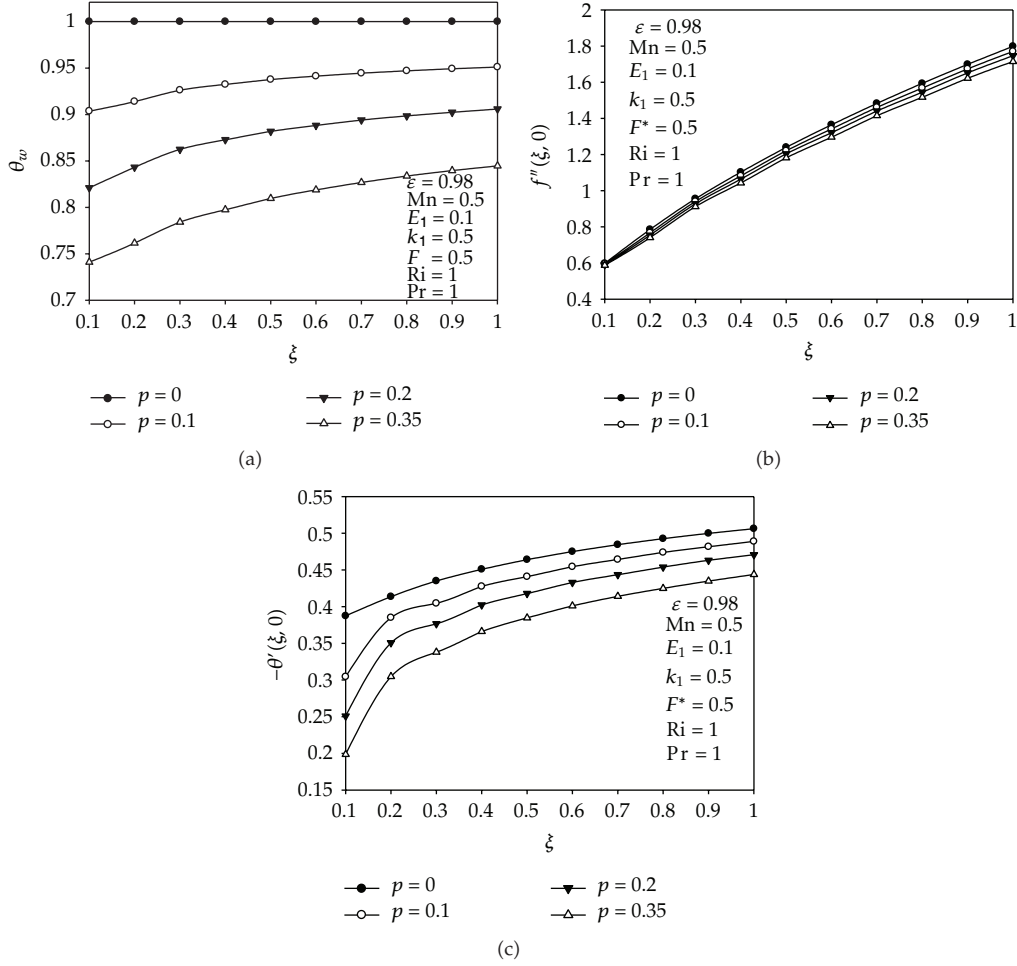 1
0.95
0.9
0.85
0.8
0.75
0.7
θw
ε = 0.98
Mn = 0.5
E1 = 0.1
k1 = 0.5
F = 0.5
Ri = 1
Pr = 1
0.1 0.2 0.3 0.4 0.5 0.6 0.7 0.8 0.9 1
ξ
p = 0 p = 0.2
p = 0.1 p = 0.35
(a)
2
1.8
1.6
1.4
1.2
1
0.8
0.6
0.4
f″(ξ, 0)
ε = 0.98
Mn = 0.5
E1 = 0.1
k1 = 0.5
F* = 0.5
Ri = 1
Pr = 1
0.1 0.2 0.3 0.4 0.5 0.6 0.7 0.8 0.9 1
ξ
p = 0 p = 0.2
p = 0.1 p = 0.35
(b)
0.55
0.5
0.45
0.4
0.35
0.3
0.25
0.2
0.15
−θ′(ξ, 0)
ε = 0.98
Mn = 0.5
E1 = 0.1
k1 = 0.5
F* = 0.5
Ri = 1
Pr = 1
0.1 0.2 0.3 0.4 0.5 0.6 0.7 0.8 0.9 1
ξ
p = 0 p = 0.2
p = 0.1 p = 0.35
(c)